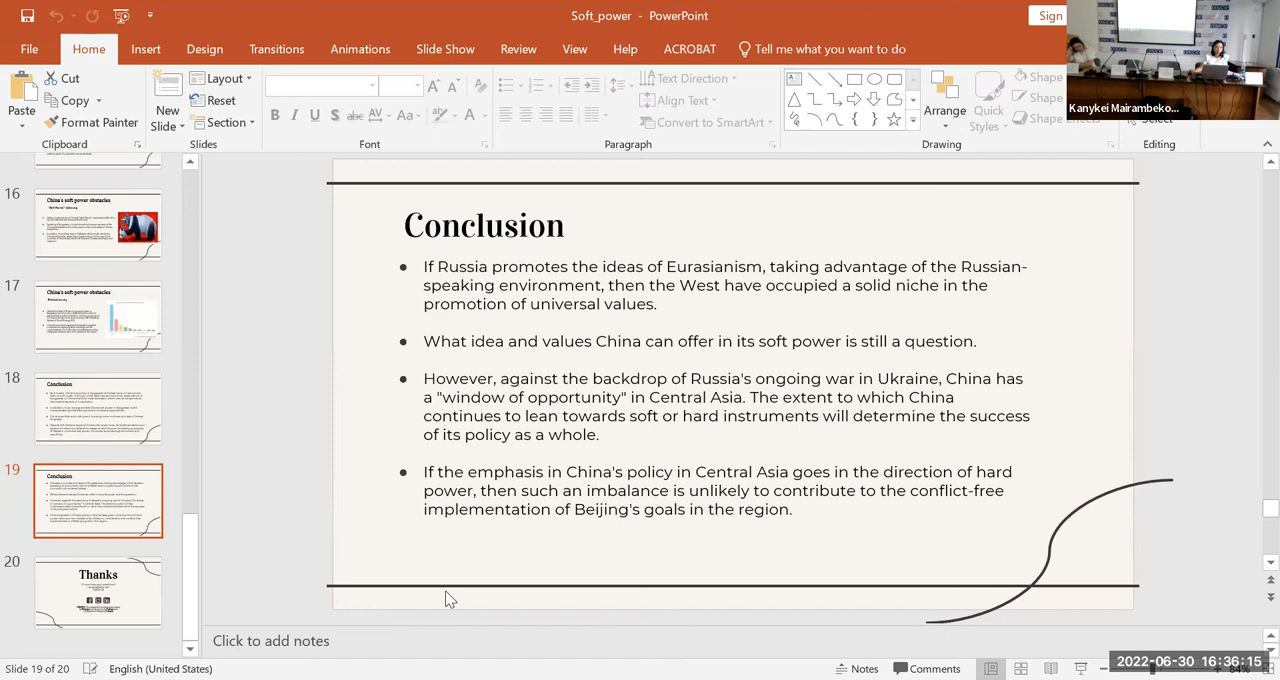 Soft_power - PowerPoint
Sign
File Home Insert Design Transitions Animations Slide Show Review View Help ACROBAT Tell me what you want to do
Paste
Cut
Copy
Format Painter
Clipboard
New Slide
Layout
Reset
Section
Slides
B I U S abc AV Aa A
Font
Text Direction
Align Text
Convert to SmartArt
Paragraph
Arrange
Quick Styles
Shape
Shape
Shape
Drawing
Select
Editing
Kanykei Mairambeko...
16
China's soft power obstacles
17
China's soft power obstacles
18
Conclusion
19
Conclusion
20
Thanks
Conclusion
If Russia promotes the ideas of Eurasianism, taking advantage of the Russian-
speaking environment, then the West have occupied a solid niche in the
promotion of universal values.
What idea and values China can offer in its soft power is still a question.
However, against the backdrop of Russia's ongoing war in Ukraine, China has
a "window of opportunity" in Central Asia. The extent to which China
continues to lean towards soft or hard instruments will determine the success
of its policy as a whole.
If the emphasis in China's policy in Central Asia goes in the direction of hard
power, then such an imbalance is unlikely to contribute to the conflict-free
implementation of Beijing's goals in the region.
Click to add notes
Slide 19 of 20 English (United States) Notes Comments 84%
2022-06-30 16:36:15